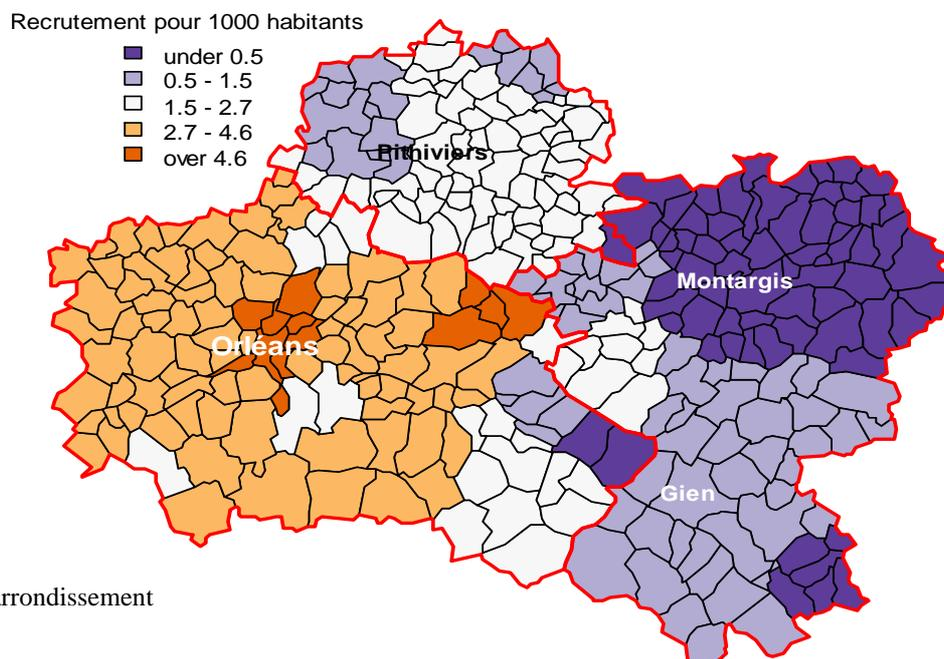 Recrutement pour 1000 habitants
under 0.5
0.5 - 1.5
1.5 - 2.7
2.7 - 4.6
over 4.6
Pithiviers
Montargis
Orléans
Gien
rrondissement